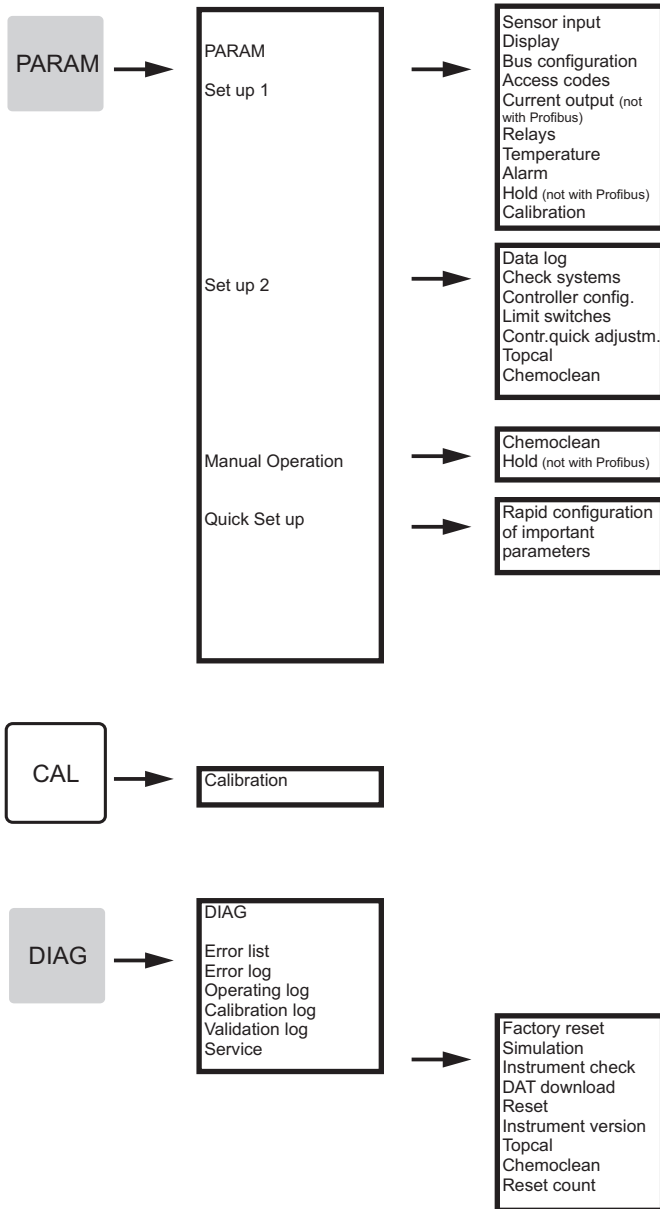 PARAM
PARAM
Set up 1
Sensor input
Display
Bus configuration
Access codes
Current output (not
with Profibus)
Relays
Temperature
Alarm
Hold (not with Profibus)
Calibration
Set up 2
Data log
Check systems
Controller config.
Limit switches
Contr.quick adjustm.
Topcal
Chemoclean
Manual Operation
Chemoclean
Hold (not with Profibus)
Quick Set up
Rapid configuration
of important
parameters
CAL
Calibration
DIAG
DIAG
Error list
Error log
Operating log
Calibration log
Validation log
Service
Factory reset
Simulation
Instrument check
DAT download
Reset
Instrument version
Topcal
Chemoclean
Reset count